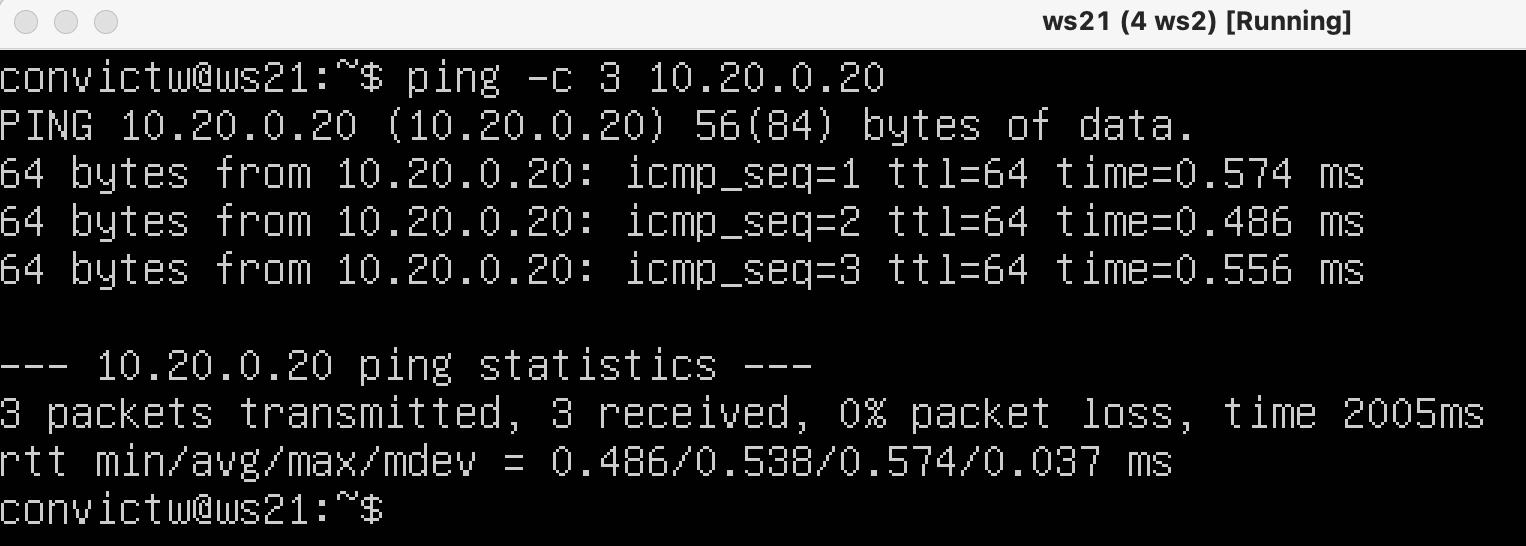 ws21 (4 ws2) [Running]
convictw@ws21:~$ ping -c 3 10.20.0.20
PING 10.20.0.20 (10.20.0.20) 56(84) bytes of data.
64 bytes from 10.20.0.20: icmp_seq=1 ttl=64 time=0.574 ms
64 bytes from 10.20.0.20: icmp_seq=2 ttl=64 time=0.486 ms
64 bytes from 10.20.0.20: icmp_seq=3 ttl=64 time=0.556 ms
--- 10.20.0.20 ping statistics ---
3 packets transmitted, 3 received, 0% packet loss, time 2005ms
rtt min/avg/max/mdev = 0.486/0.538/0.574/0.037 ms
convictw@ws21:~$